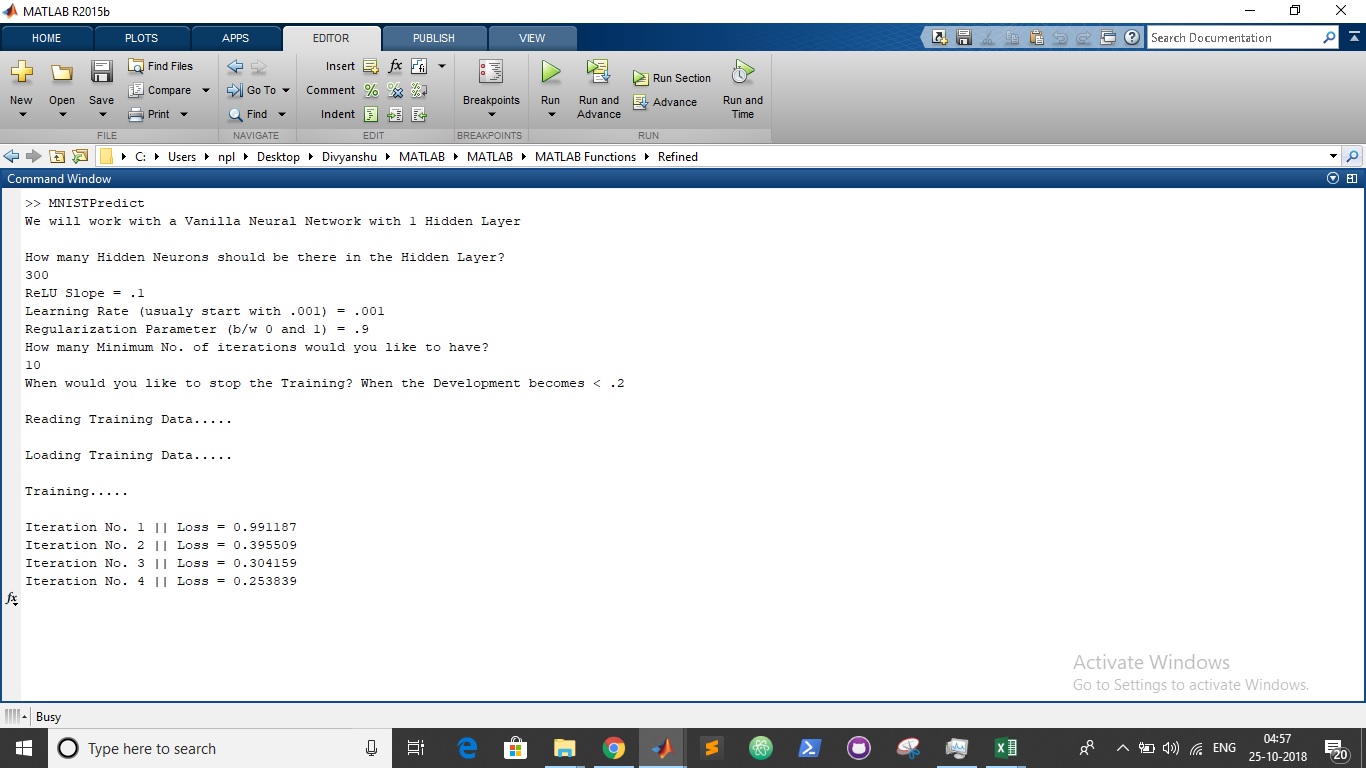 MATLAB R2015b
HOME PLOTS APPS EDITOR PUBLISH VIEW
Search Documentation
New Open Save
Find Files
Compare
Print
FILE
Go To
Find
NAVIGATE
Insert fx
Comment
Indent
EDIT
Breakpoints
BREAKPOINTS
Run
Run and Advance
Run Section
Advance
Run and Time
RUN
C: Users npl Desktop Divyanshu MATLAB MATLAB MATLAB Functions Refined
Command Window
>> MNISTPredict
We will work with a Vanilla Neural Network with 1 Hidden Layer
How many Hidden Neurons should be there in the Hidden Layer?
300
ReLU Slope = .1
Learning Rate (usualy start with .001) = .001
Regularization Parameter (b/w 0 and 1) = .9
How many Minimum No. of iterations would you like to have?
10
When would you like to stop the Training? When the Development becomes < .2
Reading Training Data.....
Loading Training Data.....
Training.....
Iteration No. 1 || Loss = 0.991187
Iteration No. 2 || Loss = 0.395509
Iteration No. 3 || Loss = 0.304159
Iteration No. 4 || Loss = 0.253839
fx
Activate Windows
Go to Settings to activate Windows.
Busy
Type here to search
ENG
04:57
25-10-2018
20